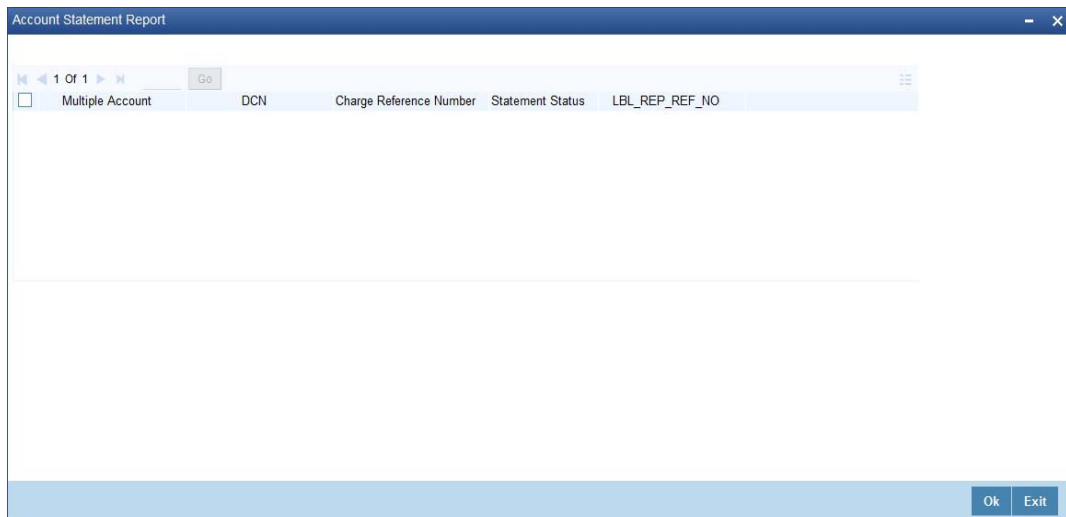 Account Statement Report
1 Of 1 Go
Multiple Account DCN Charge Reference Number Statement Status LBL_REP_REF_NO
Ok Exit